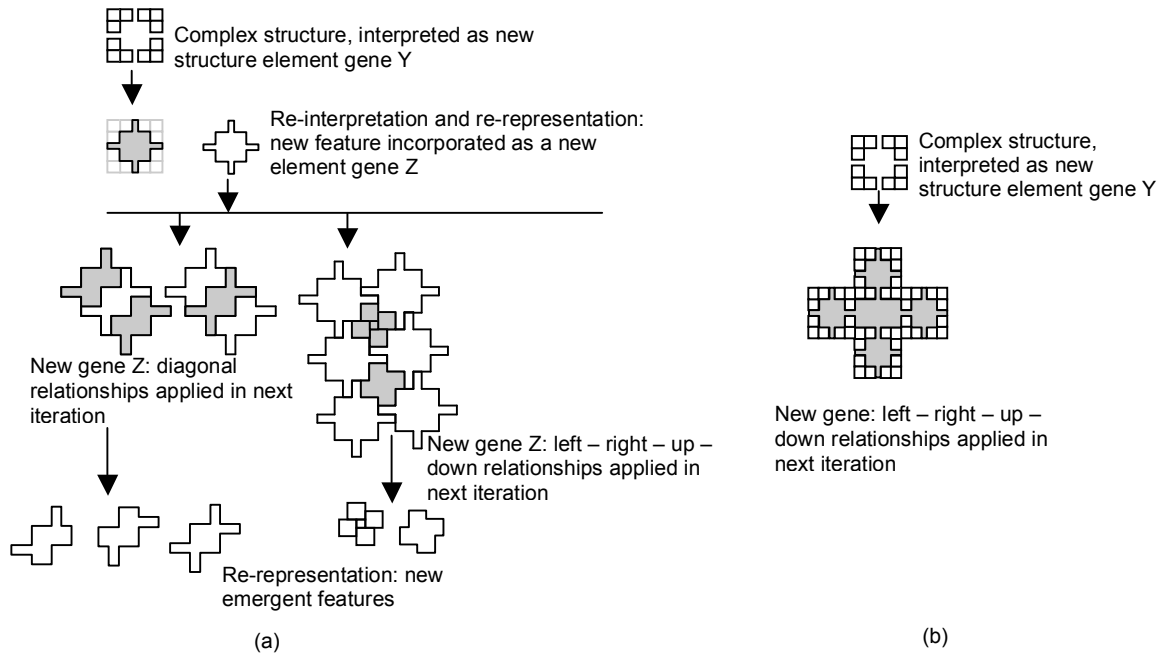 Complex structure, interpreted as new
structure element gene Y
Re-interpretation and re-representation:
new feature incorporated as a new
element gene Z
New gene Z: diagonal
relationships applied in next
iteration
New gene Z: left – right – up –
down relationships applied in
next iteration
Re-representation: new
emergent features
(a)
Complex structure,
interpreted as new
structure element gene Y
New gene: left – right – up –
down relationships applied in
next iteration
(b)